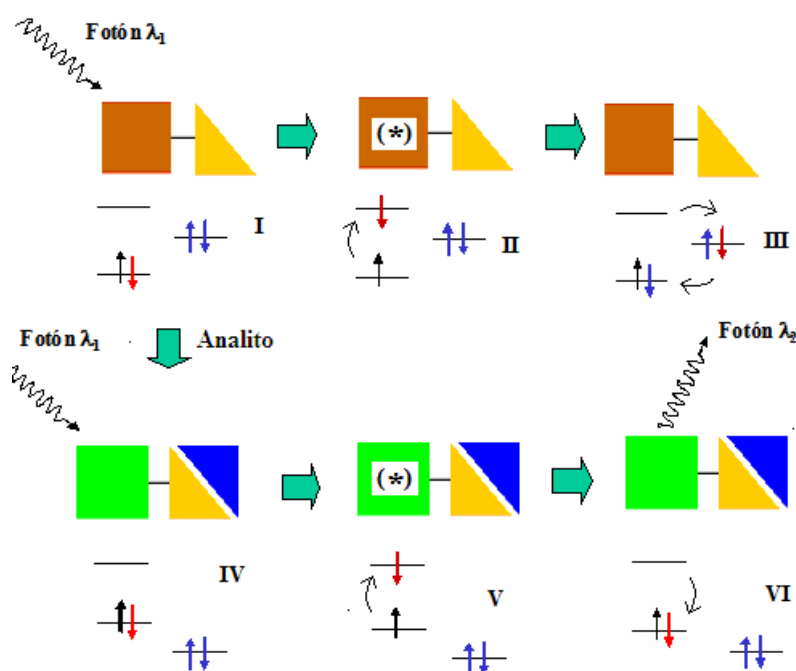 Fotón λ1
(*)
I
II
III
Fotón λ1
Analito
Fotón λ2
(*)
IV
V
VI